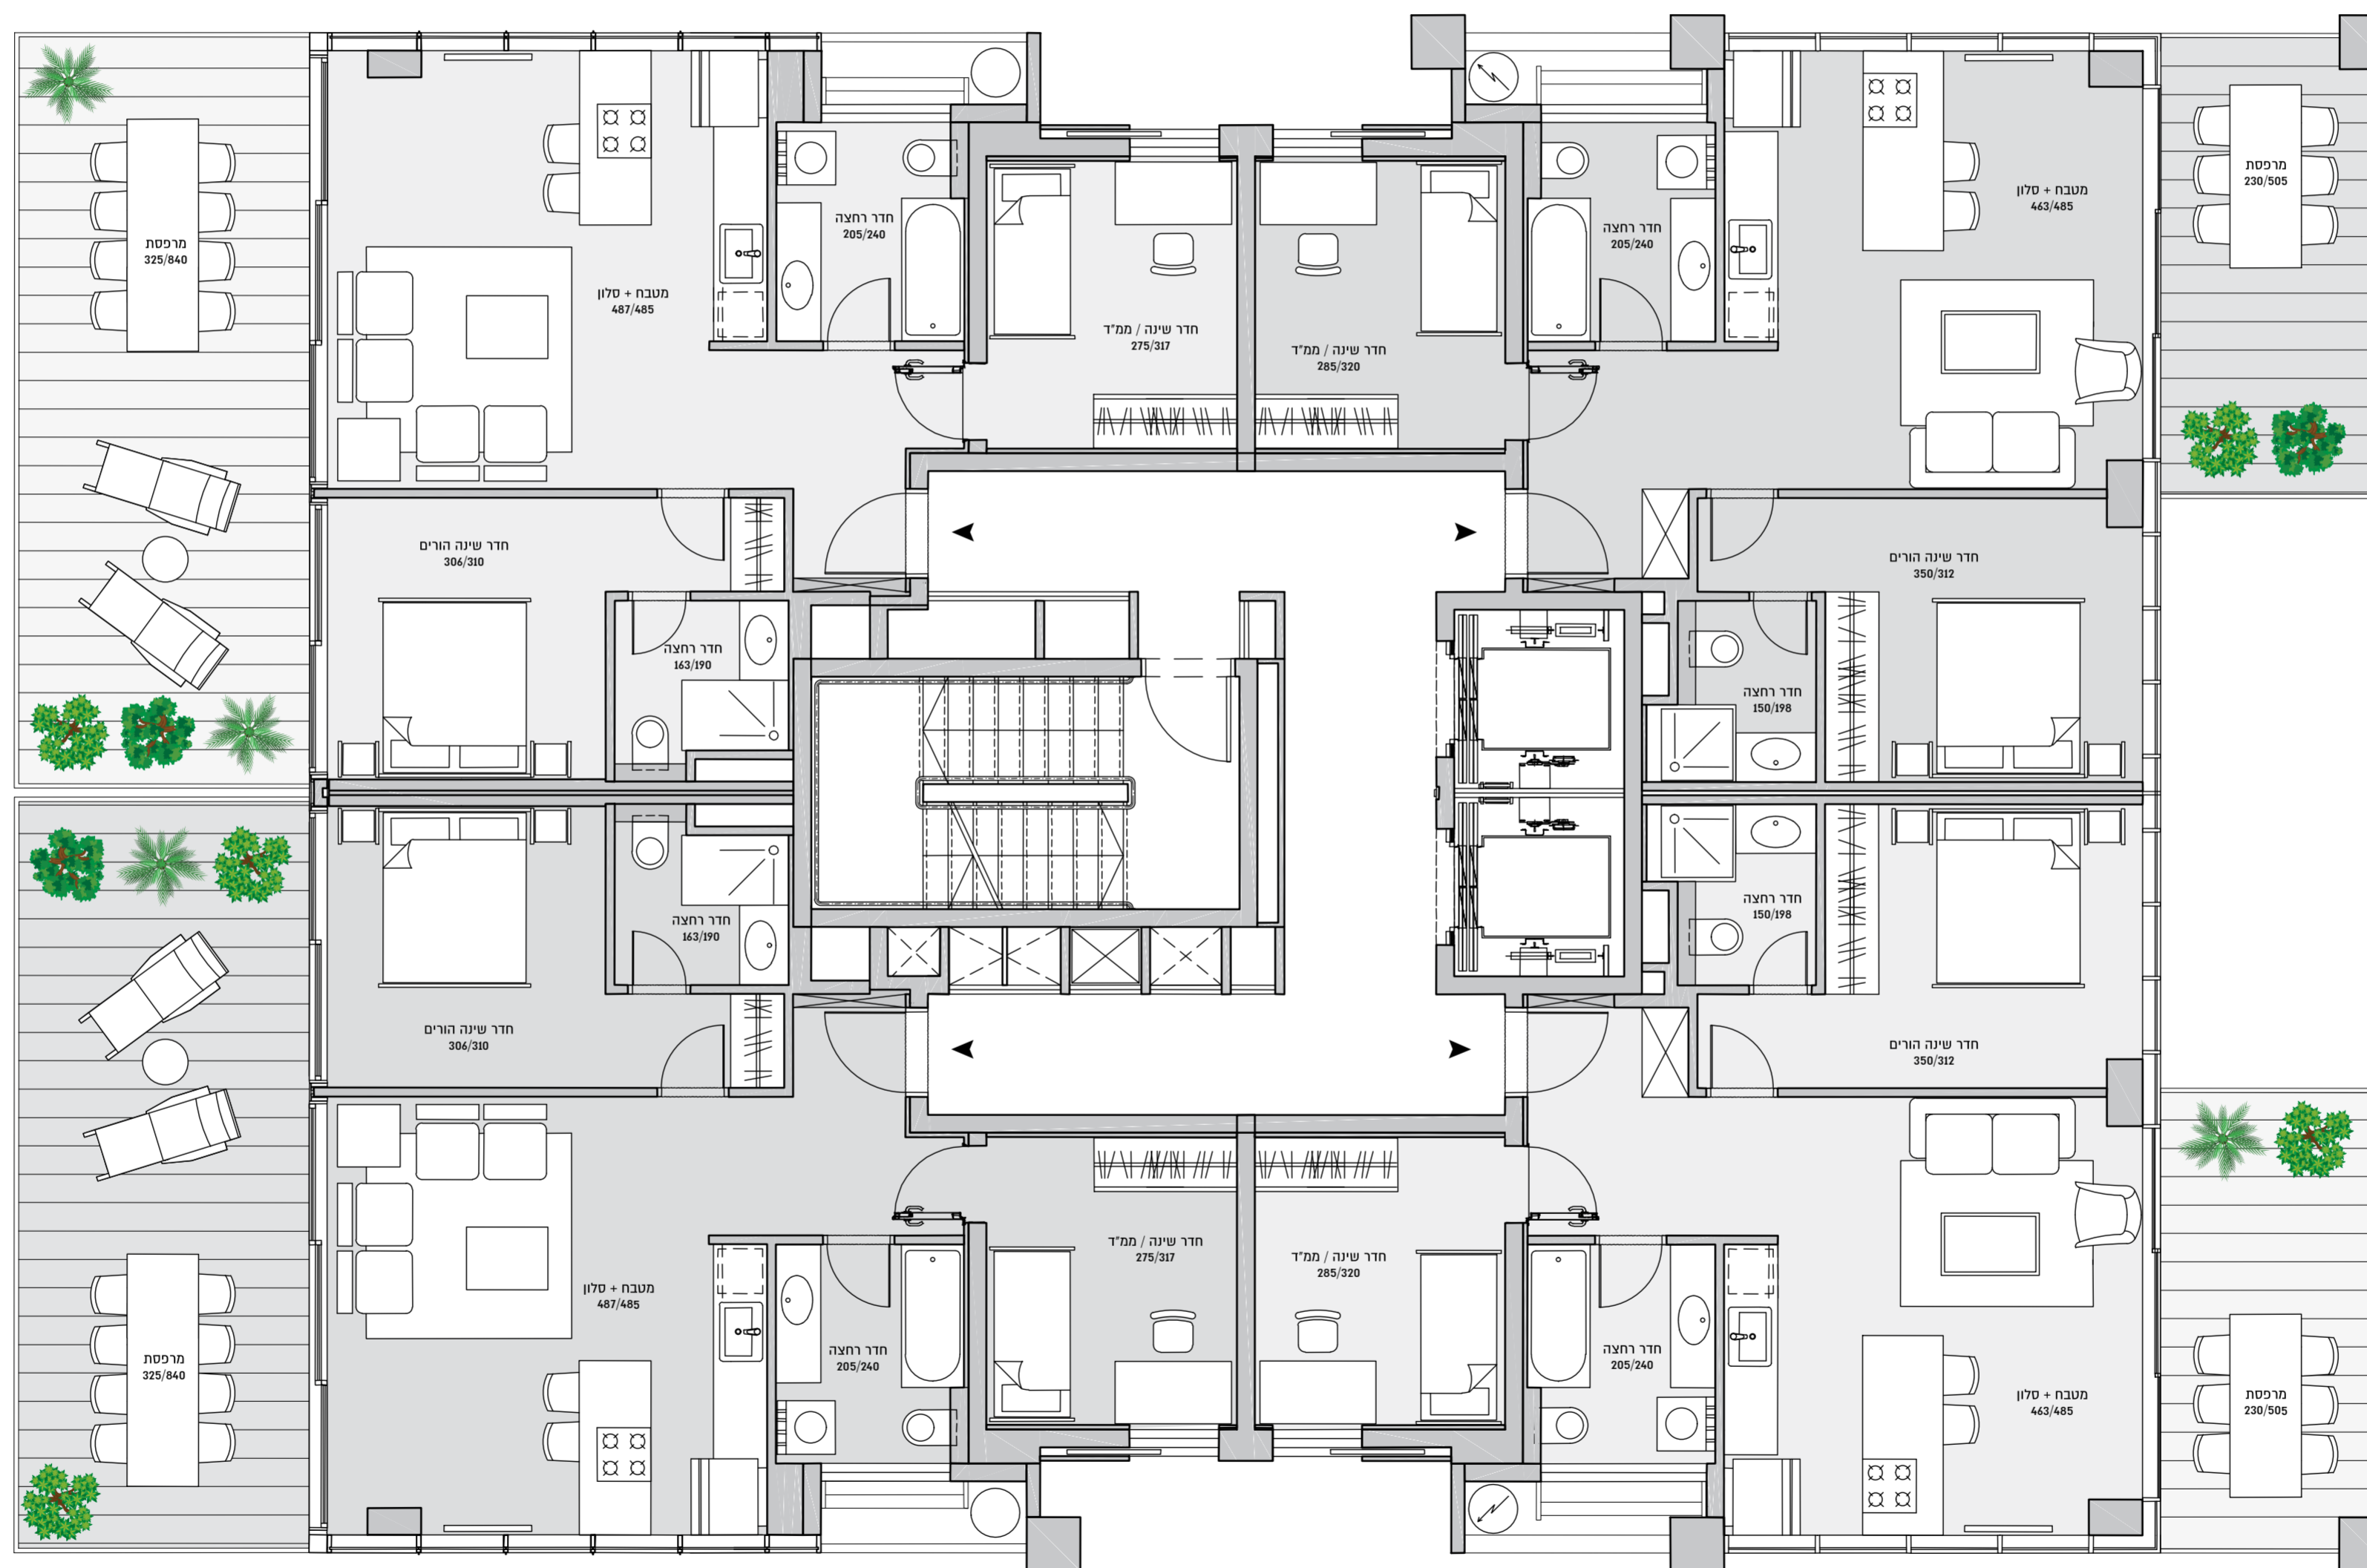 מטבח + סלון
463/485
מרפסת
230/505
חדר רחצה
205/240
חדר רחצה
205/240
מרפסת
325/840
מטבח + סלון
487/485
חדר שינה / ממ"ד
275/317
חדר שינה / ממ"ד
285/320
חדר שינה הורים
306/310
חדר שינה הורים
350/312
חדר רחצה
163/190
חדר רחצה
150/198
חדר רחצה
163/190
חדר רחצה
150/198
חדר שינה הורים
306/310
חדר שינה הורים
350/312
חדר שינה / ממ"ד
275/317
חדר שינה / ממ"ד
285/320
מטבח + סלון
487/485
חדר רחצה
205/240
חדר רחצה
205/240
מרפסת
325/840
מטבח + סלון
463/485
מרפסת
230/505